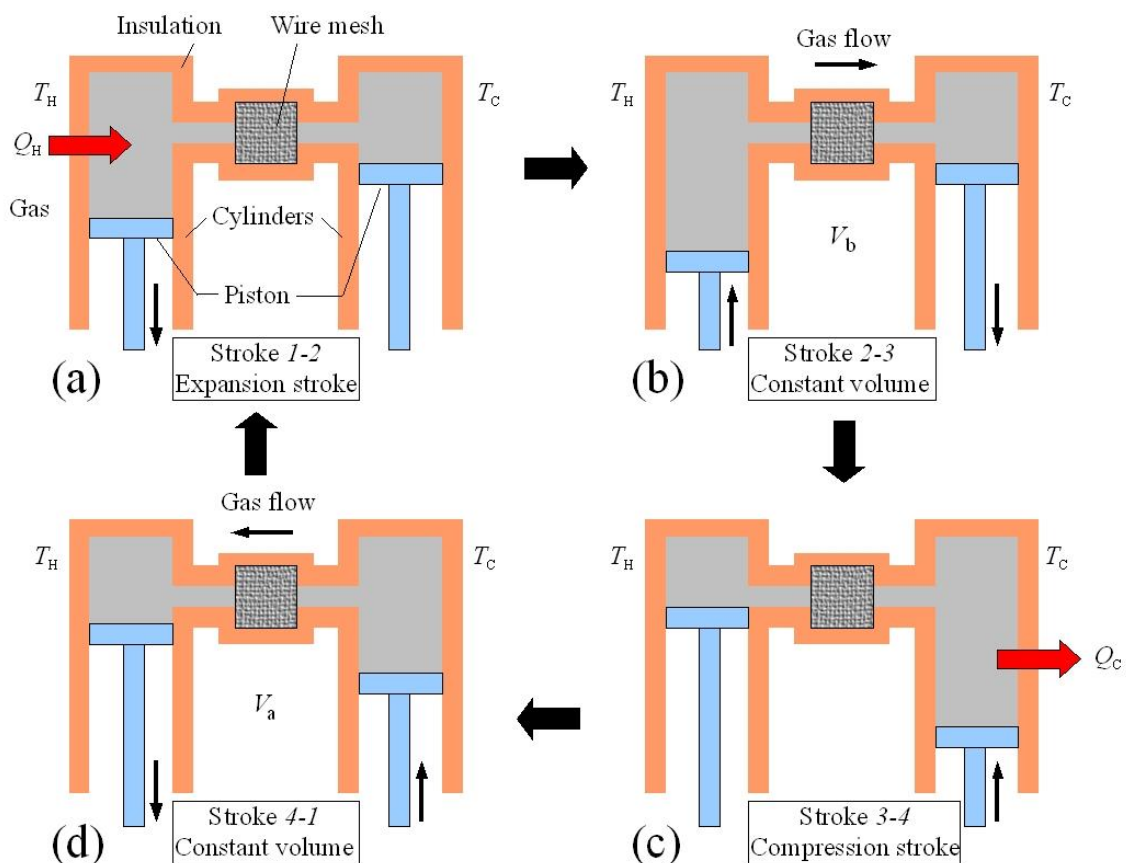 Insulation
Wire mesh
T_H
T_C
Q_H
Gas
Cylinders
Piston
(a)
Stroke 1-2
Expansion stroke
Gas flow
T_H
T_C
V_b
(b)
Stroke 2-3
Constant volume
Gas flow
T_H
T_C
V_a
(d)
Stroke 4-1
Constant volume
T_H
T_C
Q_C
(c)
Stroke 3-4
Compression stroke